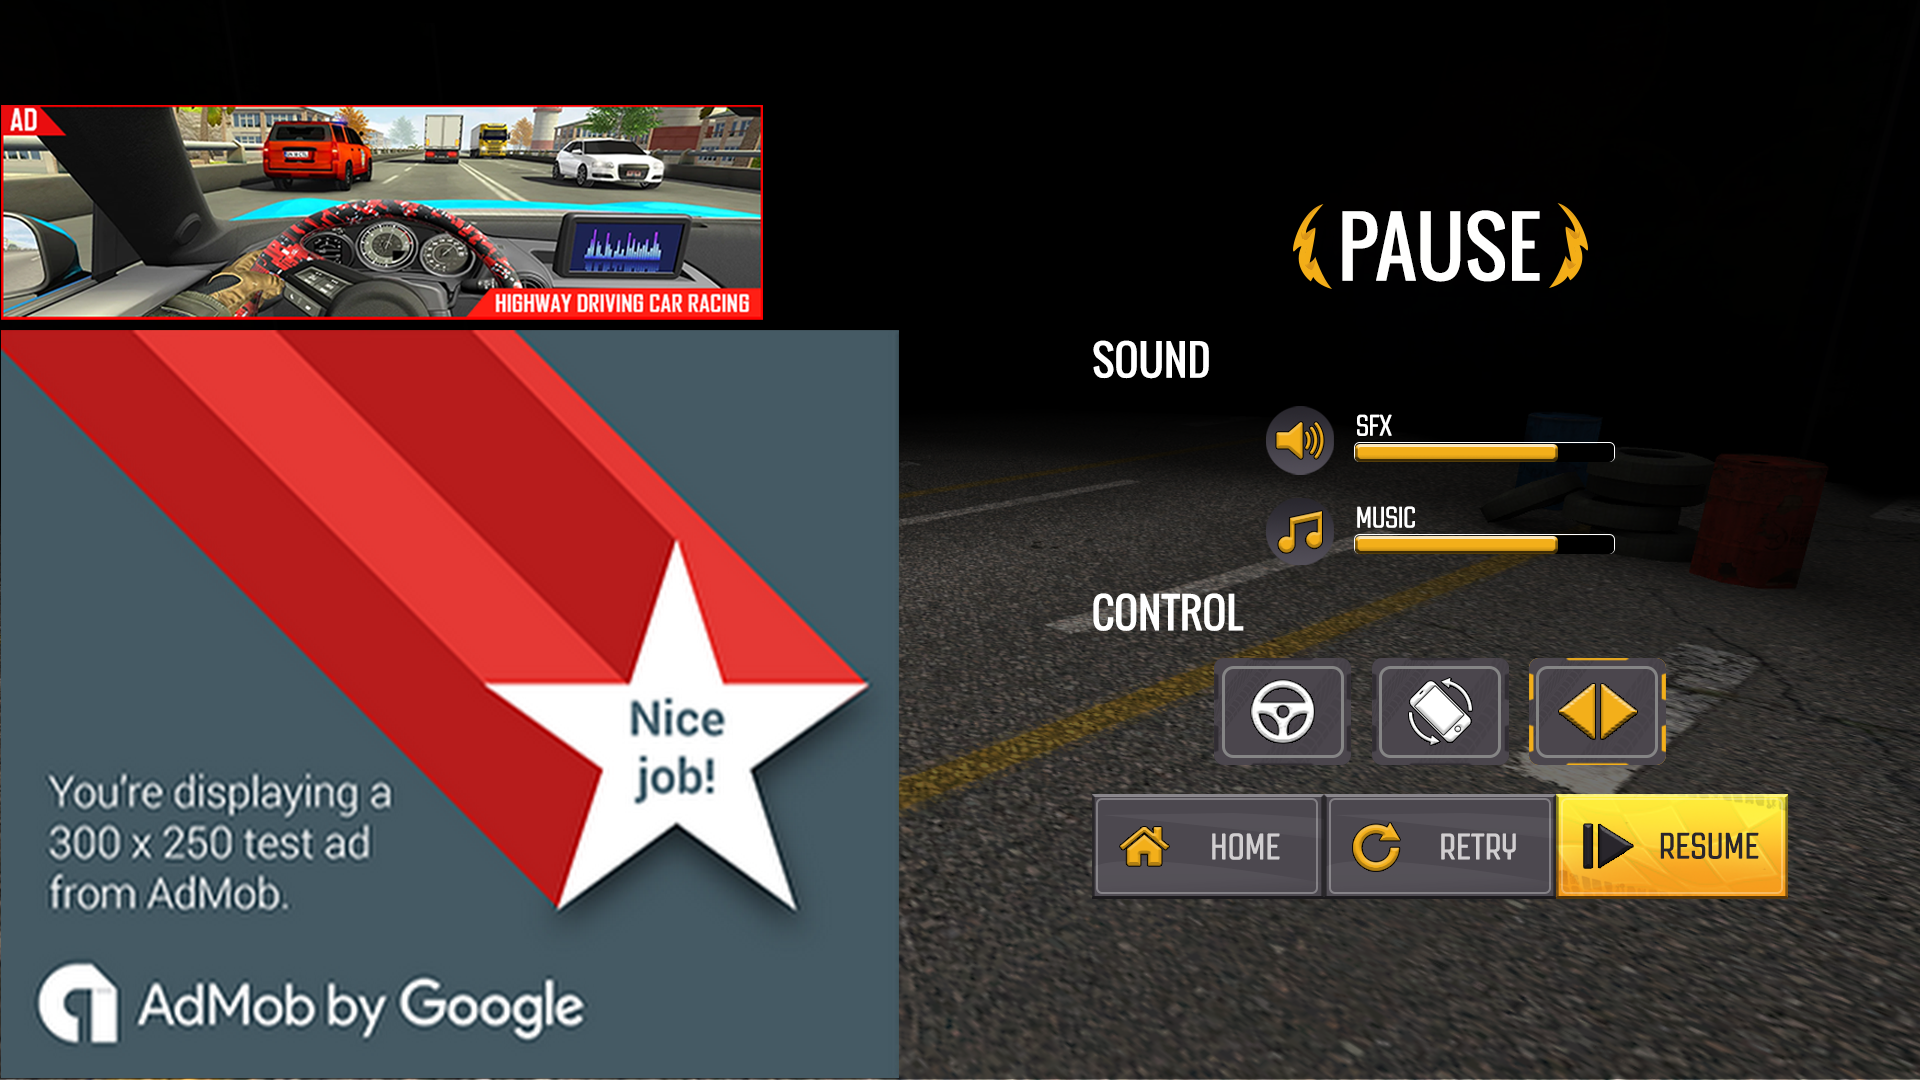 AD
HIGHWAY DRIVING CAR RACING
Nice
job!
You're displaying a
300 x 250 test ad
from AdMob.
AdMob by Google
PAUSE
SOUND
SFX
MUSIC
CONTROL
HOME
RETRY
RESUME